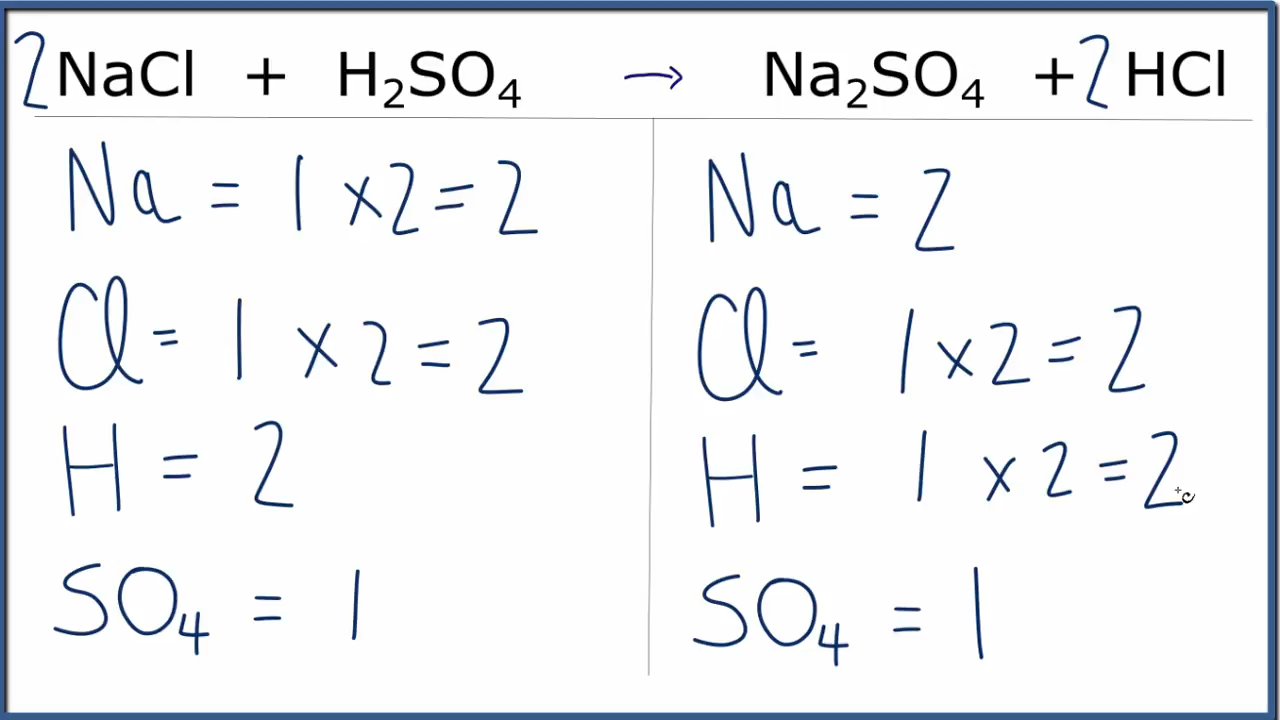 2NaCl + H₂SO₄ → Na₂SO₄ + 2HCl
Na = 1 x 2 = 2
Cl = 1 x 2 = 2
H = 2
SO₄ = 1
Na = 2
Cl = 1 x 2 = 2
H = 1 x 2 = 2
SO₄ = 1